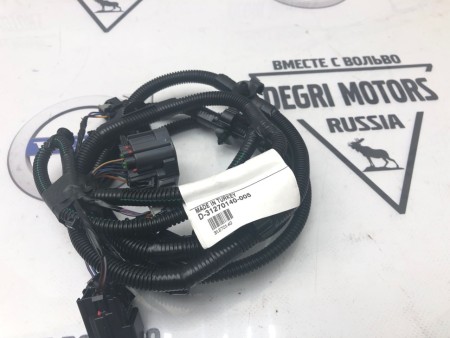 ВМЕСТЕ С ВОЛЬВО
DEGRI MOTORS
RUSSIA
MADE IN TURKEY
D-31270140-005